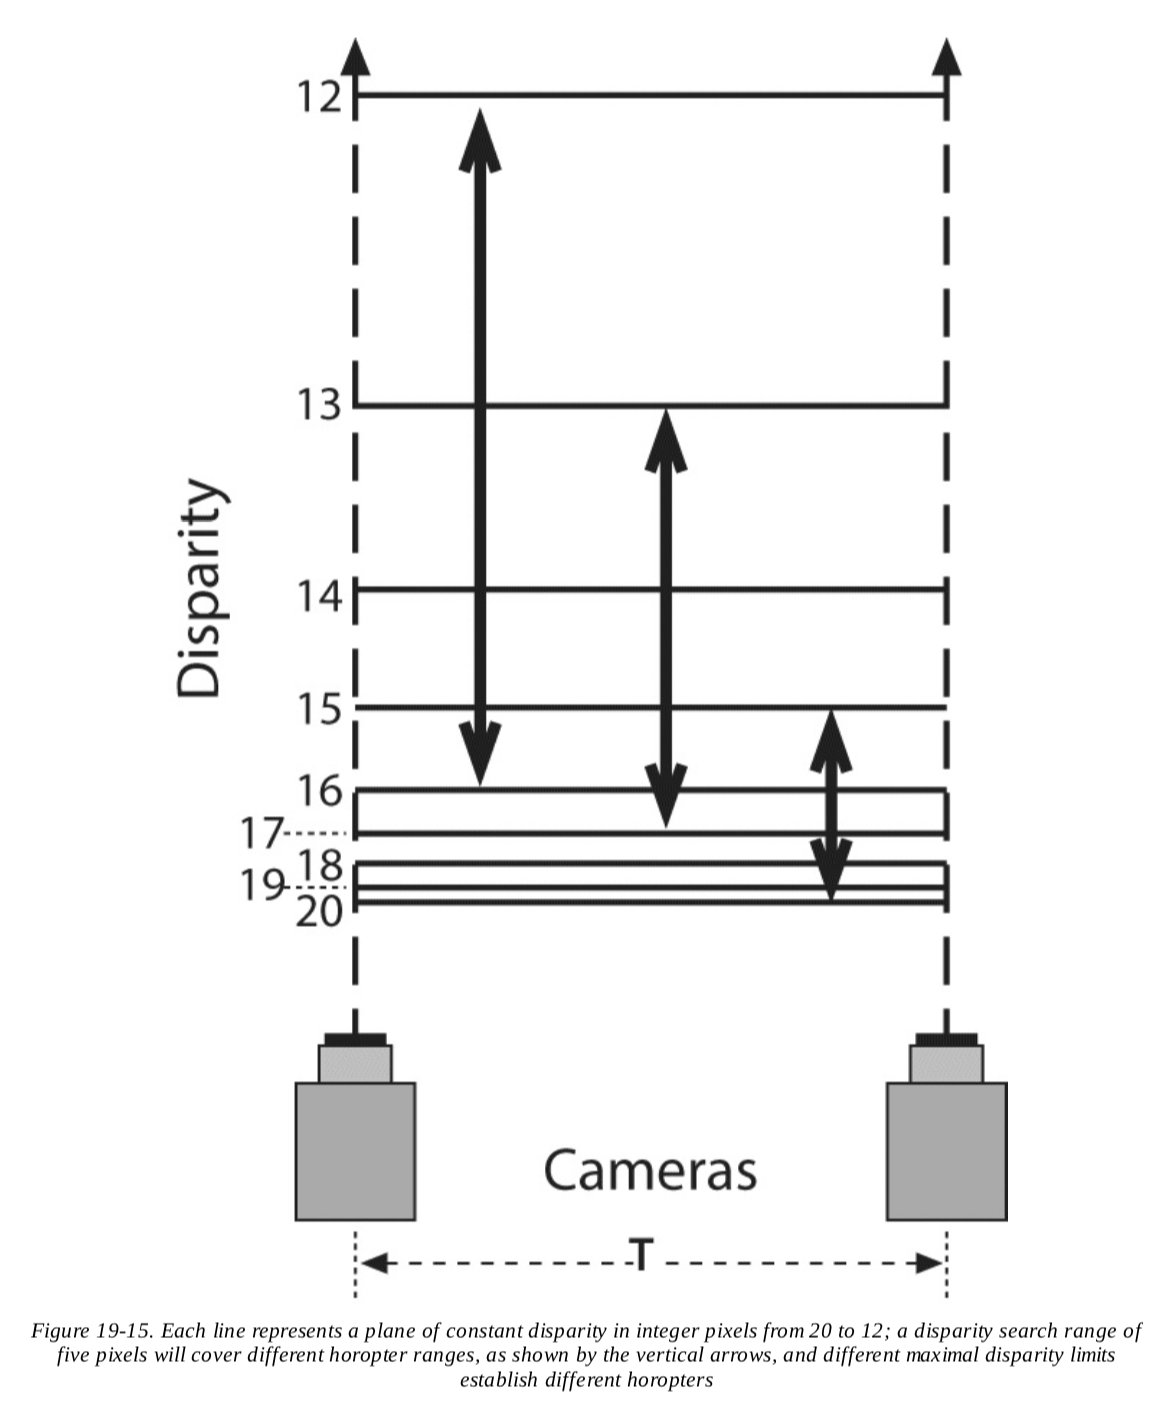 12
13
Disparity
14
15
16
17
18
19
20
Cameras
T
Figure 19-15. Each line represents a plane of constant disparity in integer pixels from 20 to 12; a disparity search range of
five pixels will cover different horopter ranges, as shown by the vertical arrows, and different maximal disparity limits
establish different horopters